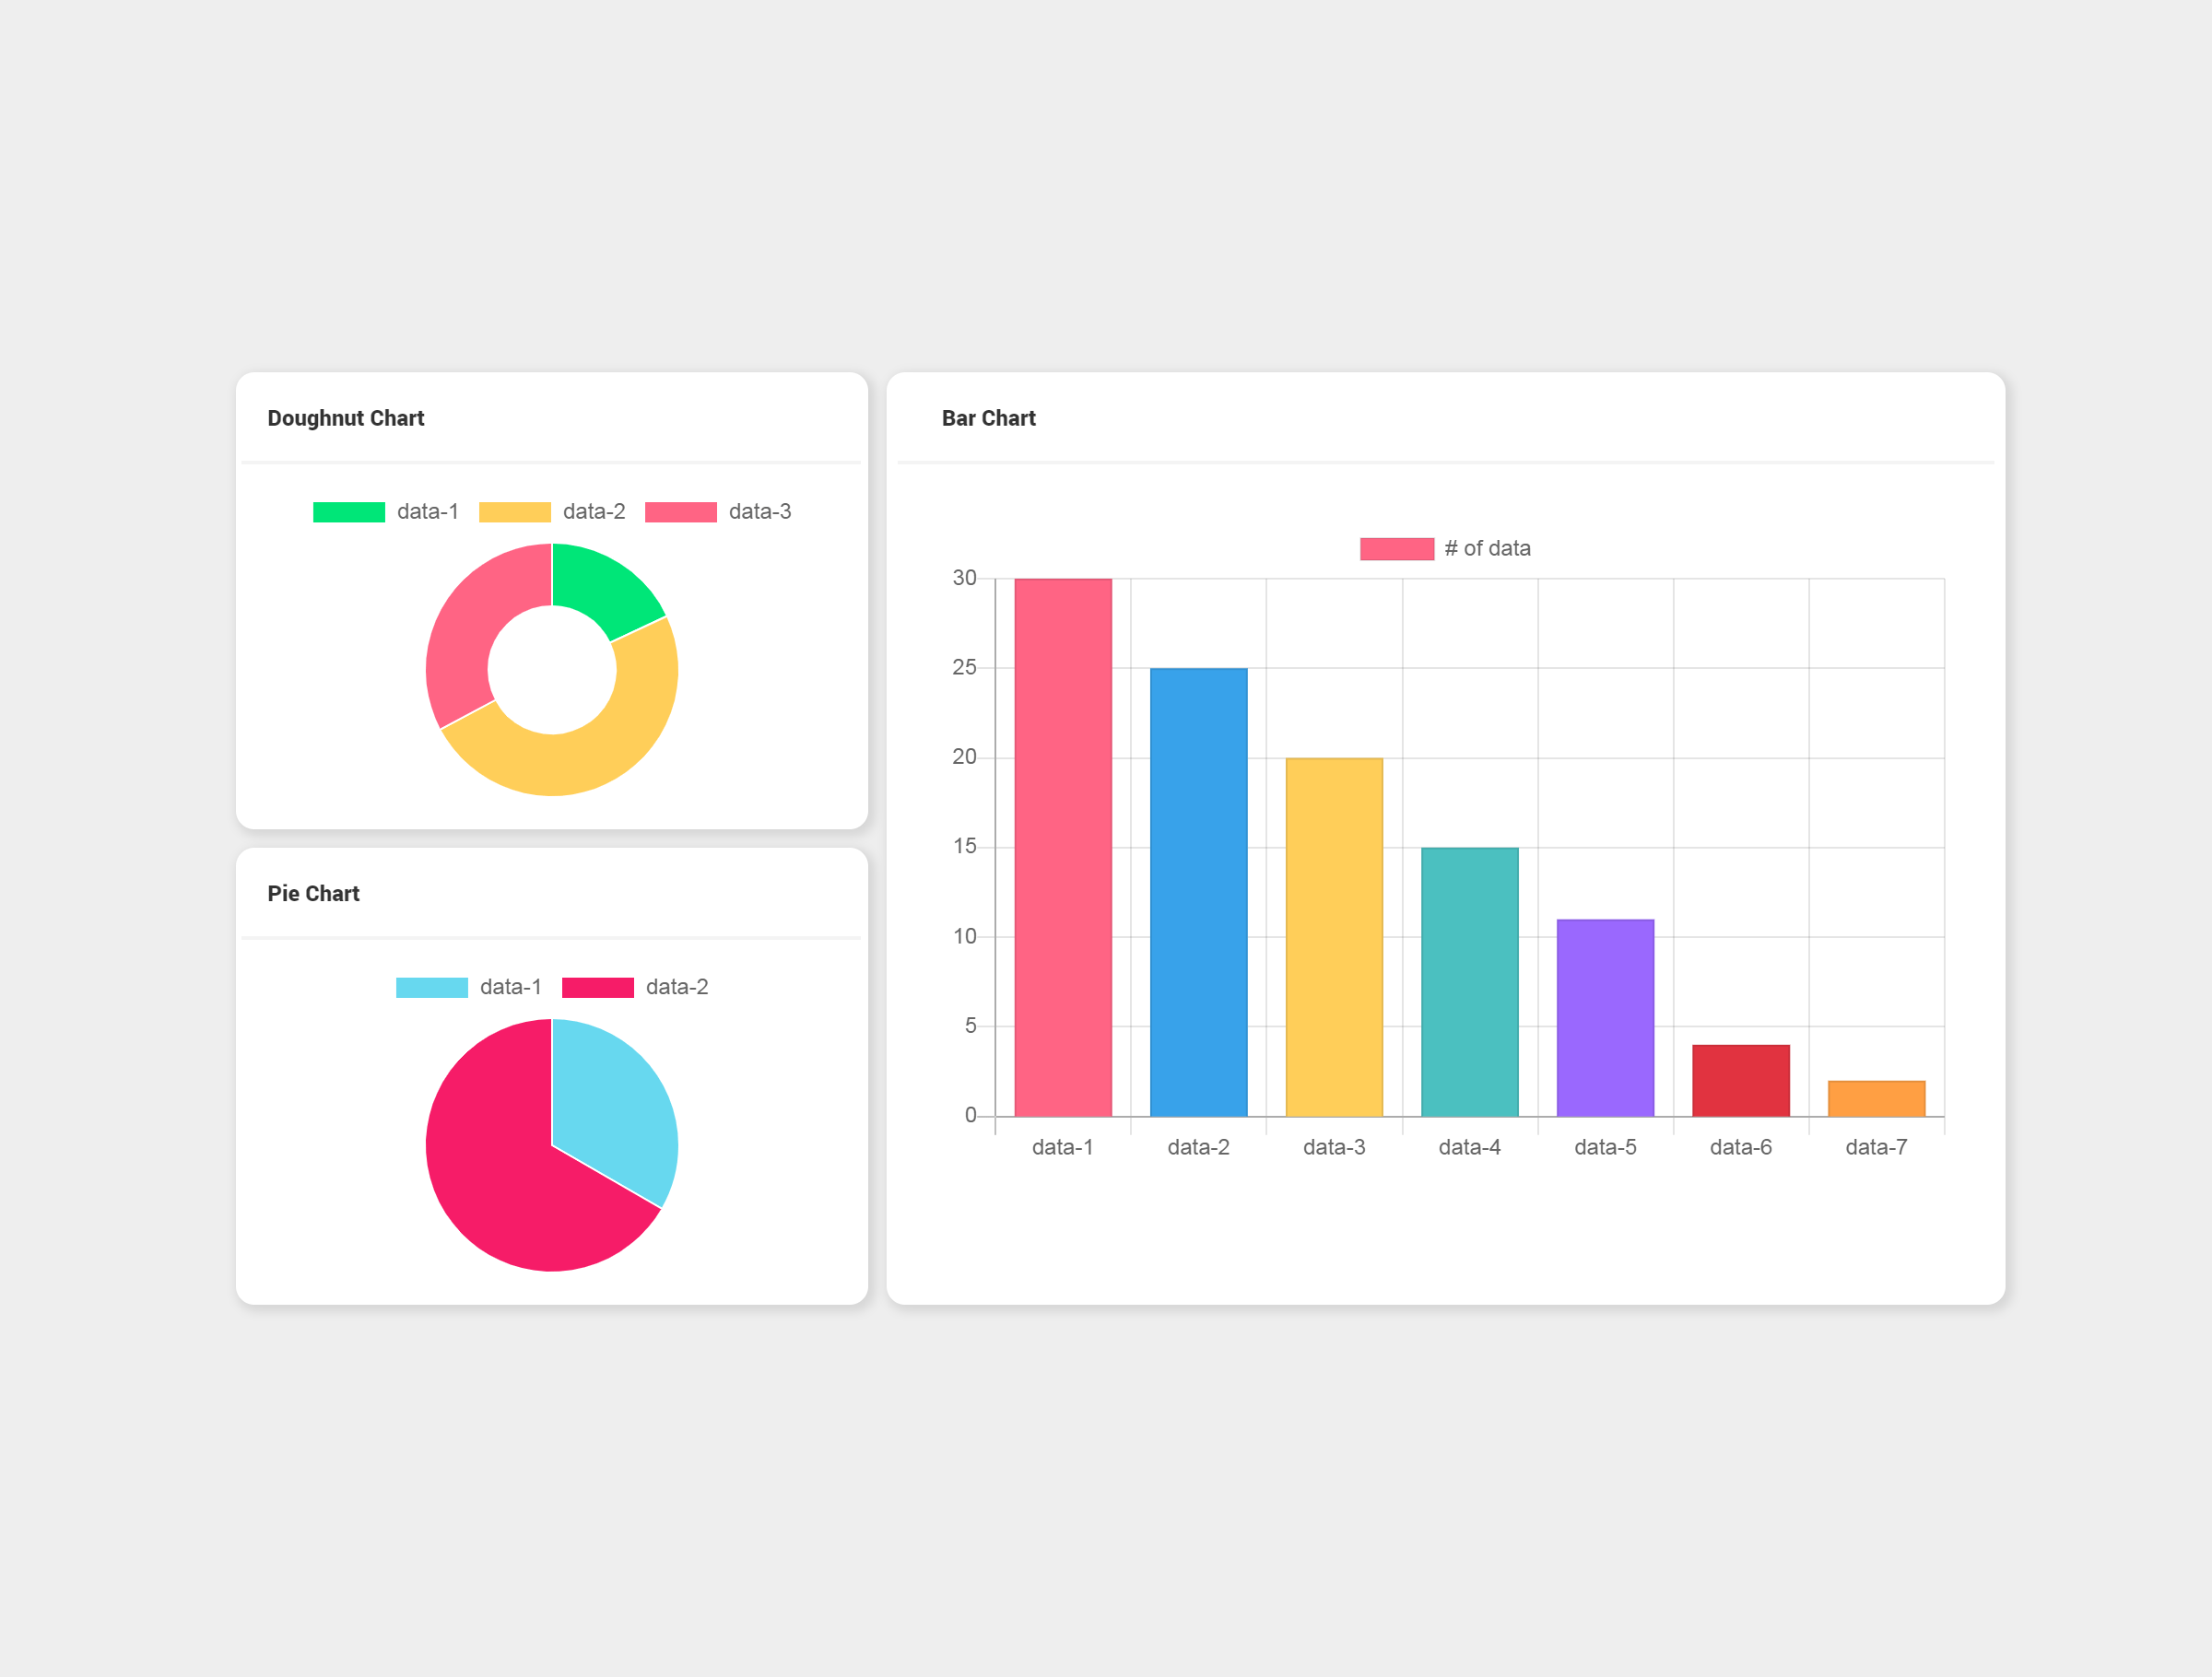 Doughnut Chart
data-1 data-2 data-3
Pie Chart
data-1 data-2
Bar Chart
# of data
30
25
20
15
10
5
0
data-1 data-2 data-3 data-4 data-5 data-6 data-7